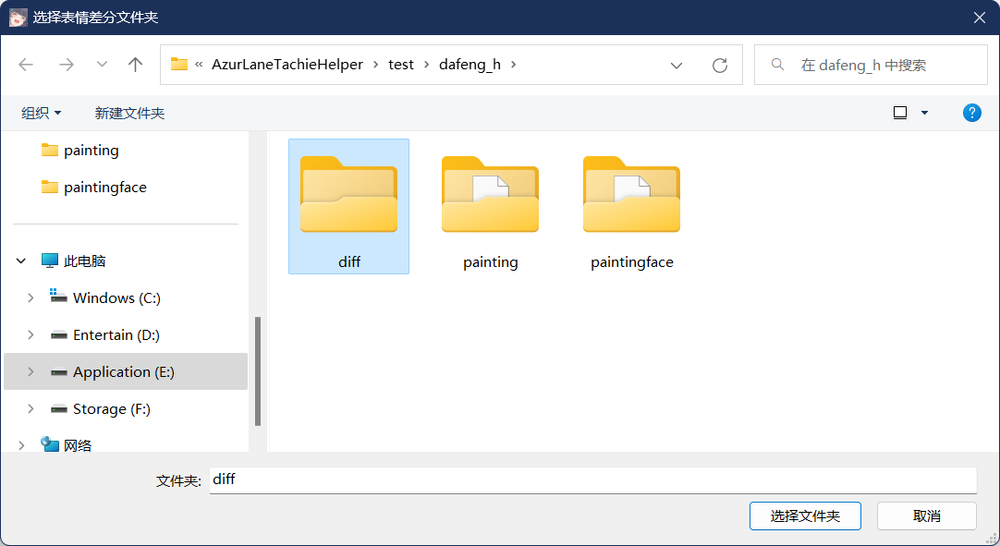 选择表情差分文件夹
« AzurLaneTachieHelper › test › dafeng_h ›
在 dafeng_h 中搜索
组织
新建文件夹
?
painting
paintingface
此电脑
Windows (C:)
Entertain (D:)
Application (E:)
Storage (F:)
网络
diff
painting
paintingface
文件夹:
diff
选择文件夹
取消